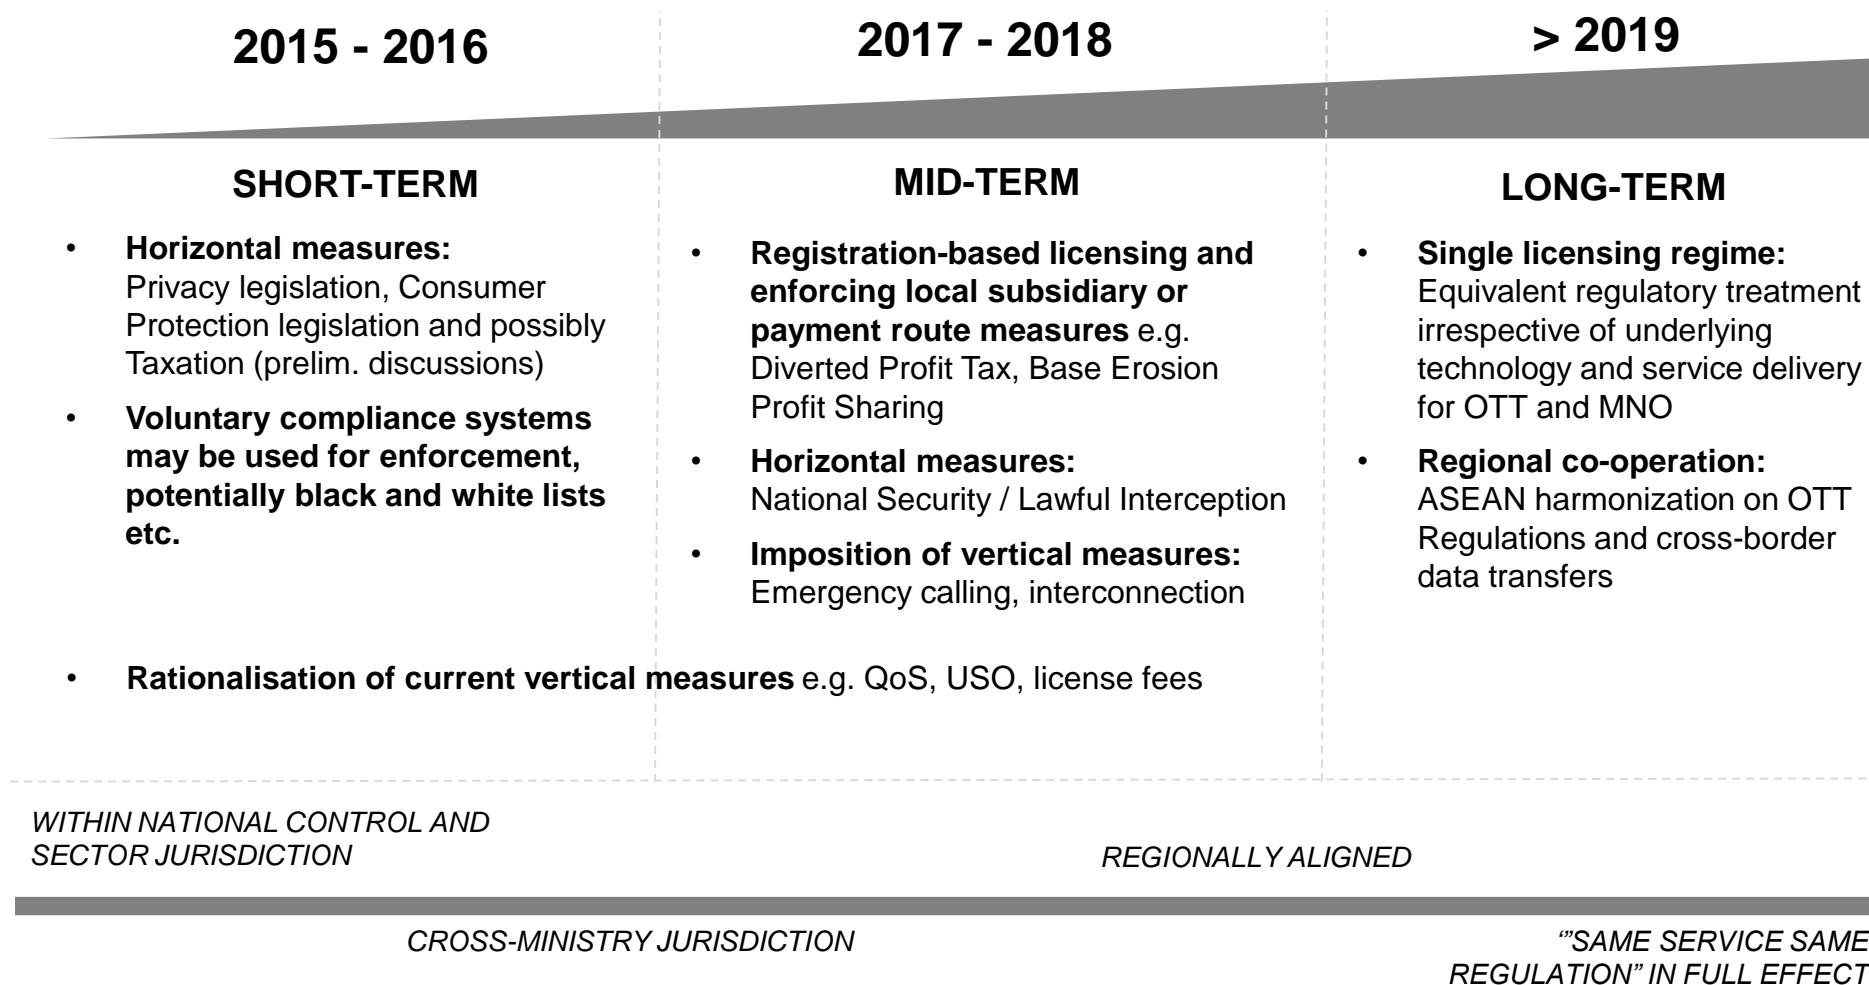 2015 - 2016
2017 - 2018
> 2019
SHORT-TERM
• Horizontal measures:
Privacy legislation, Consumer
Protection legislation and possibly
Taxation (prelim. discussions)
• Voluntary compliance systems
may be used for enforcement,
potentially black and white lists
etc.
MID-TERM
• Registration-based licensing and
enforcing local subsidiary or
payment route measures e.g.
Diverted Profit Tax, Base Erosion
Profit Sharing
• Horizontal measures:
National Security / Lawful Interception
• Imposition of vertical measures:
Emergency calling, interconnection
LONG-TERM
• Single licensing regime:
Equivalent regulatory treatment
irrespective of underlying
technology and service delivery
for OTT and MNO
• Regional co-operation:
ASEAN harmonization on OTT
Regulations and cross-border
data transfers
• Rationalisation of current vertical measures e.g. QoS, USO, license fees
WITHIN NATIONAL CONTROL AND
SECTOR JURISDICTION
REGIONALLY ALIGNED
CROSS-MINISTRY JURISDICTION
‘”SAME SERVICE SAME
REGULATION” IN FULL EFFECT